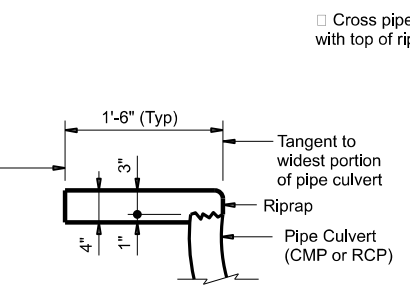 □ Cross pipe
with top of rip
1'-6" (Typ)
Tangent to
widest portion
of pipe culvert
3"
Riprap
4"
1"
Pipe Culvert
(CMP or RCP)